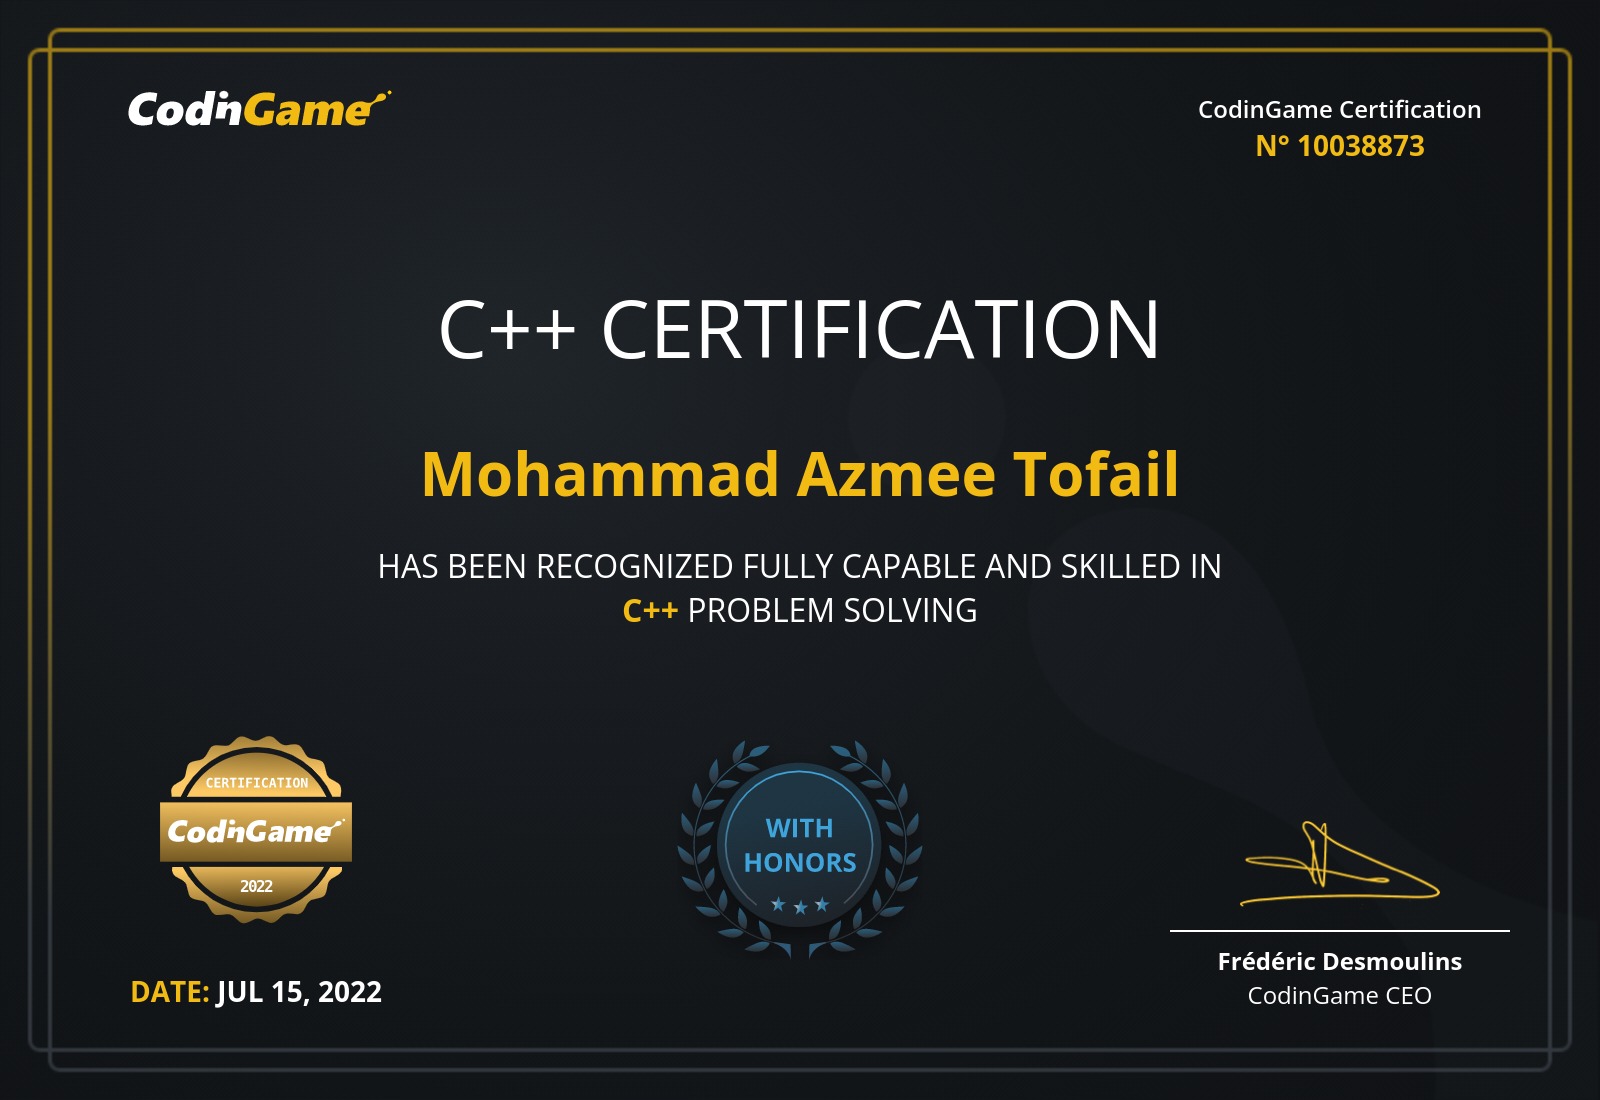 CodinGame
CodinGame Certification
N° 10038873
C++ CERTIFICATION
Mohammad Azmee Tofail
HAS BEEN RECOGNIZED FULLY CAPABLE AND SKILLED IN
C++ PROBLEM SOLVING
CERTIFICATION
CodinGame
2022
WITH
HONORS
DATE: JUL 15, 2022
Frédéric Desmoulins
CodinGame CEO